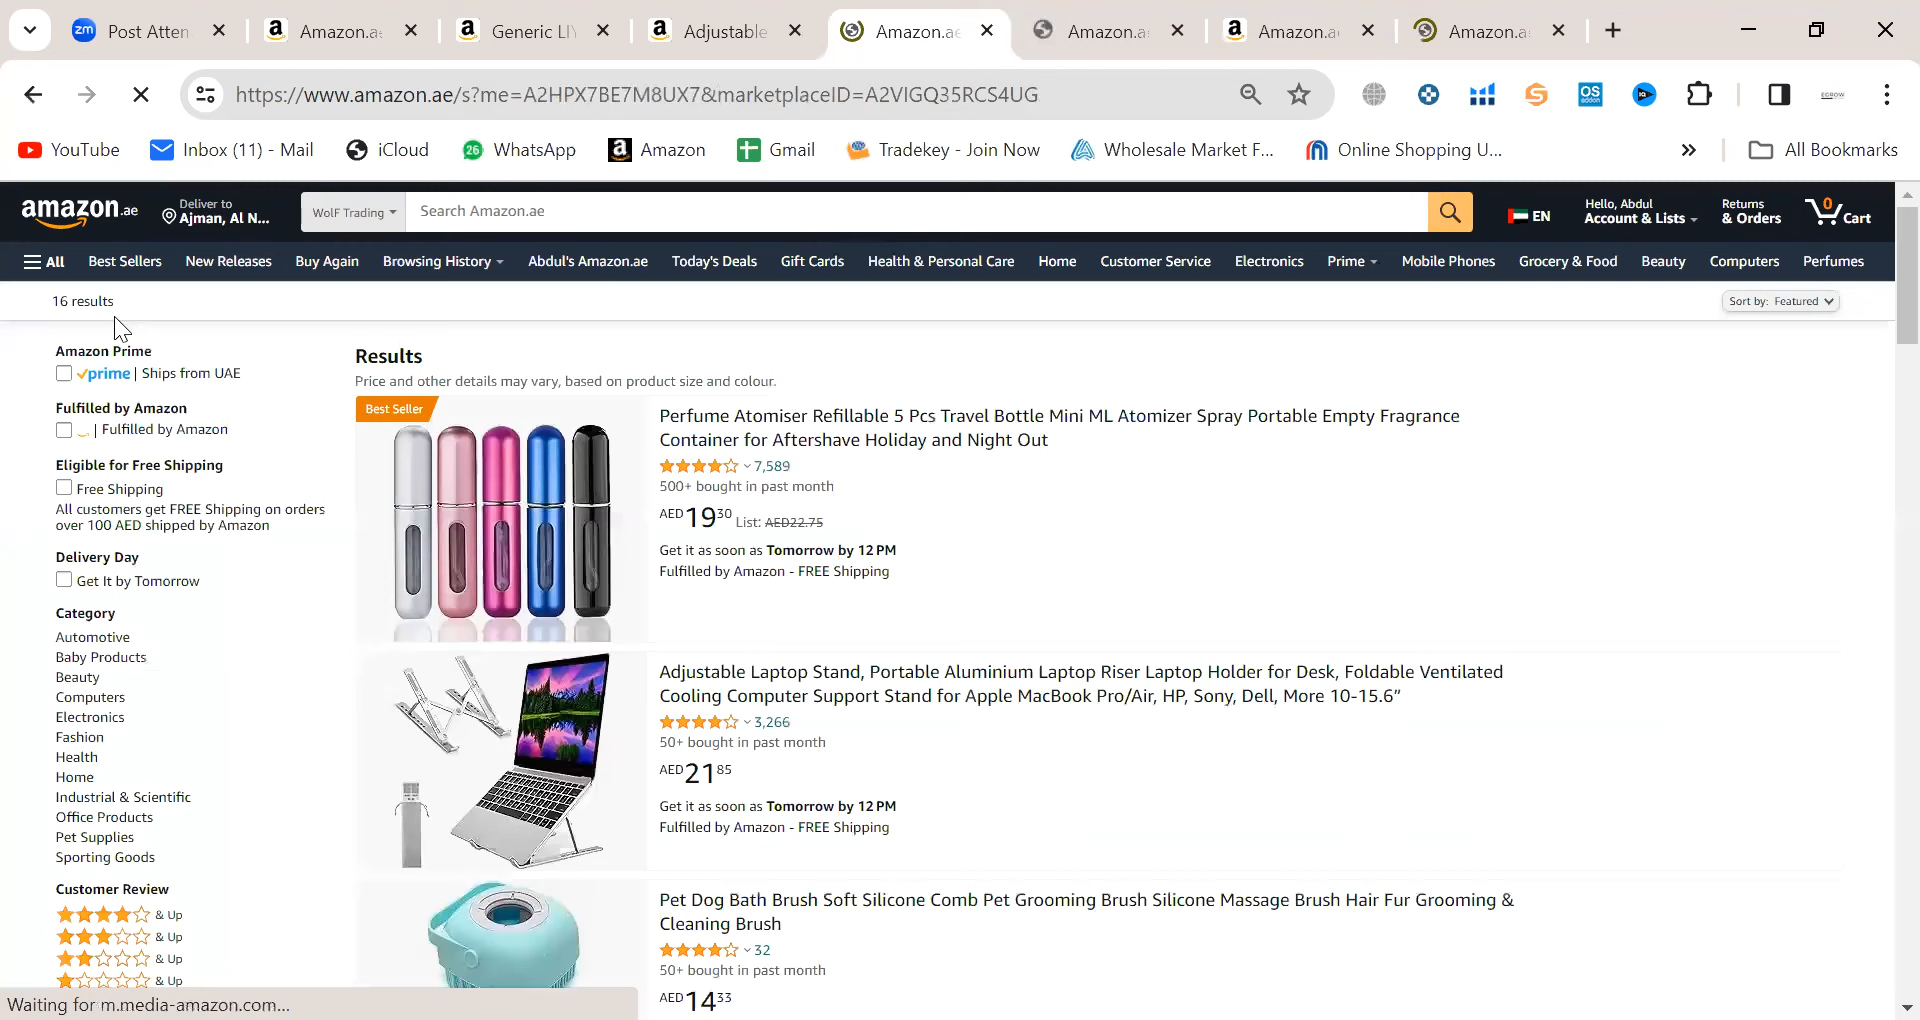 zm Post Atten
Amazon.a
Generic LI
Adjustable
Amazon.ae
Amazon.a
Amazon.a
Amazon.a
https://www.amazon.ae/s?me=A2HPX7BE7M8UX7&marketplaceID=A2VIGQ35RCS4UG
OS addon
EGROW
YouTube
Inbox (11) - Mail
iCloud
26 WhatsApp
Amazon
Gmail
Tradekey - Join Now
Wholesale Market F...
Online Shopping U...
All Bookmarks
amazon.ae
Deliver to
Ajman, Al N...
WolF Trading
Search Amazon.ae
EN
Hello, Abdul
Account & Lists
Returns
& Orders
0 Cart
All
Best Sellers
New Releases
Buy Again
Browsing History
Abdul's Amazon.ae
Today's Deals
Gift Cards
Health & Personal Care
Home
Customer Service
Electronics
Prime
Mobile Phones
Grocery & Food
Beauty
Computers
Perfumes
16 results
Sort by: Featured
Amazon Prime
prime | Ships from UAE
Fulfilled by Amazon
| Fulfilled by Amazon
Eligible for Free Shipping
Free Shipping
All customers get FREE Shipping on orders
over 100 AED shipped by Amazon
Delivery Day
Get It by Tomorrow
Category
Automotive
Baby Products
Beauty
Computers
Electronics
Fashion
Health
Home
Industrial & Scientific
Office Products
Pet Supplies
Sporting Goods
Customer Review
& Up
& Up
& Up
& Up
Results
Price and other details may vary, based on product size and colour.
Best Seller
Perfume Atomiser Refillable 5 Pcs Travel Bottle Mini ML Atomizer Spray Portable Empty Fragrance
Container for Aftershave Holiday and Night Out
7,589
500+ bought in past month
AED 19 30 List: AED22.75
Get it as soon as Tomorrow by 12 PM
Fulfilled by Amazon - FREE Shipping
Adjustable Laptop Stand, Portable Aluminium Laptop Riser Laptop Holder for Desk, Foldable Ventilated
Cooling Computer Support Stand for Apple MacBook Pro/Air, HP, Sony, Dell, More 10-15.6”
3,266
50+ bought in past month
AED 21 85
Get it as soon as Tomorrow by 12 PM
Fulfilled by Amazon - FREE Shipping
Pet Dog Bath Brush Soft Silicone Comb Pet Grooming Brush Silicone Massage Brush Hair Fur Grooming &
Cleaning Brush
32
50+ bought in past month
AED 14 33
Waiting for m.media-amazon.com...